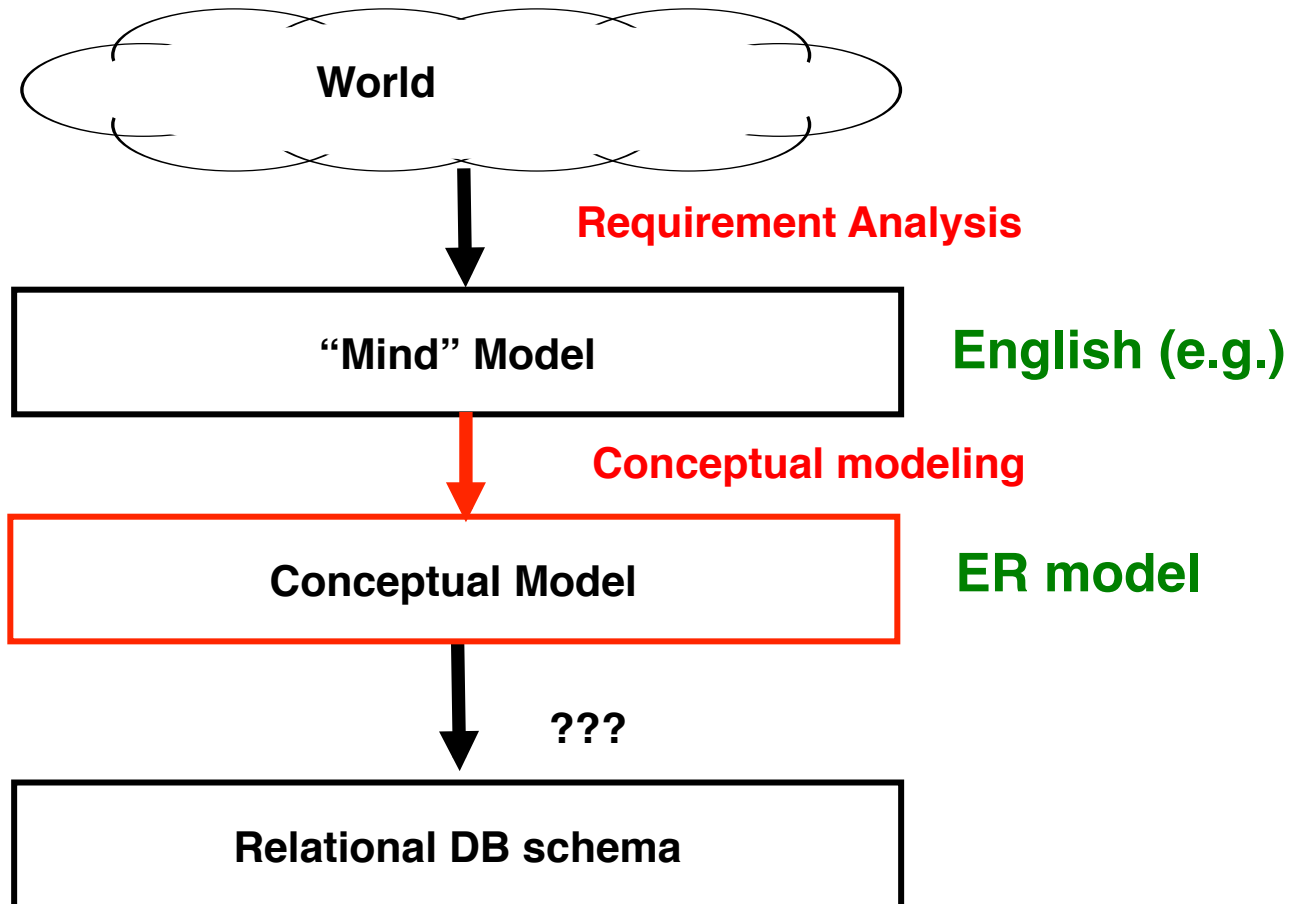 World
Requirement Analysis
“Mind” Model
English (e.g.)
Conceptual modeling
Conceptual Model
ER model
???
Relational DB schema